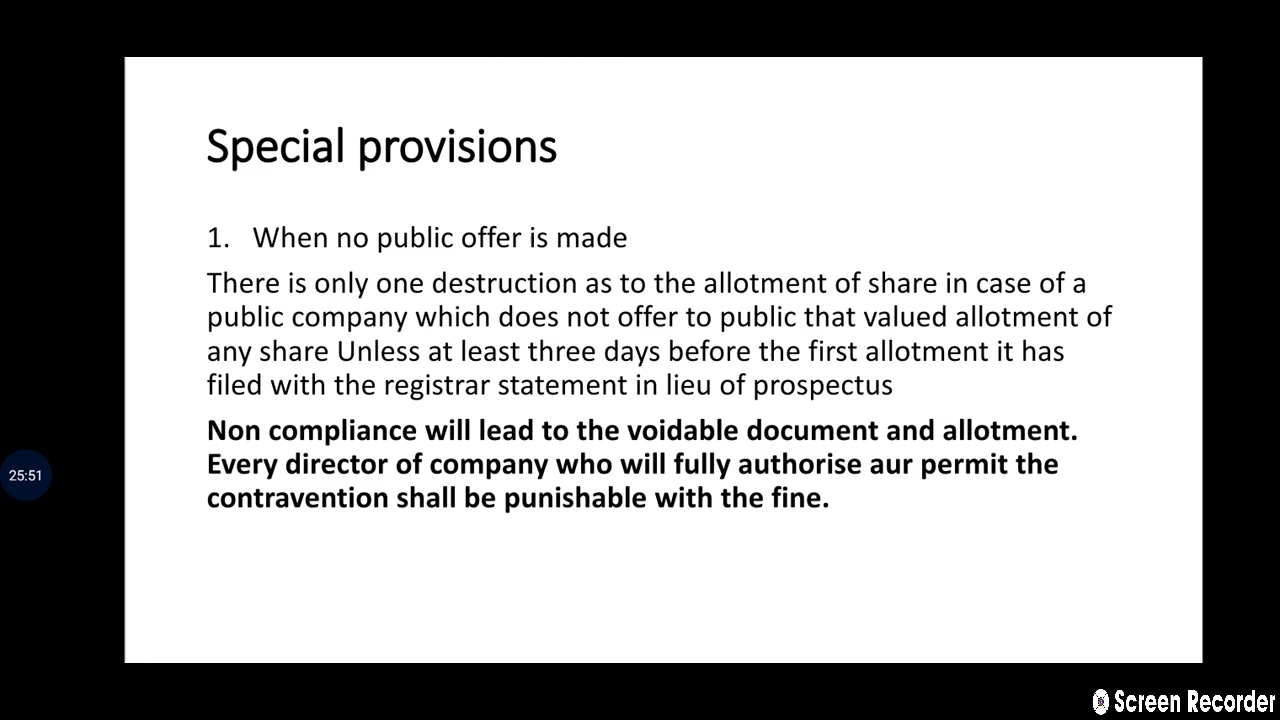 Special provisions
1. When no public offer is made
There is only one destruction as to the allotment of share in case of a
public company which does not offer to public that valued allotment of
any share Unless at least three days before the first allotment it has
filed with the registrar statement in lieu of prospectus
Non compliance will lead to the voidable document and allotment.
Every director of company who will fully authorise aur permit the
contravention shall be punishable with the fine.
25:51
Screen Recorder